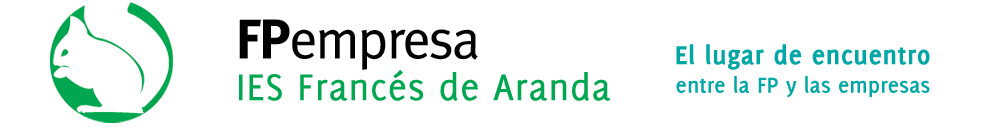 FPempresa
IES Francés de Aranda
El lugar de encuentro
entre la FP y las empresas